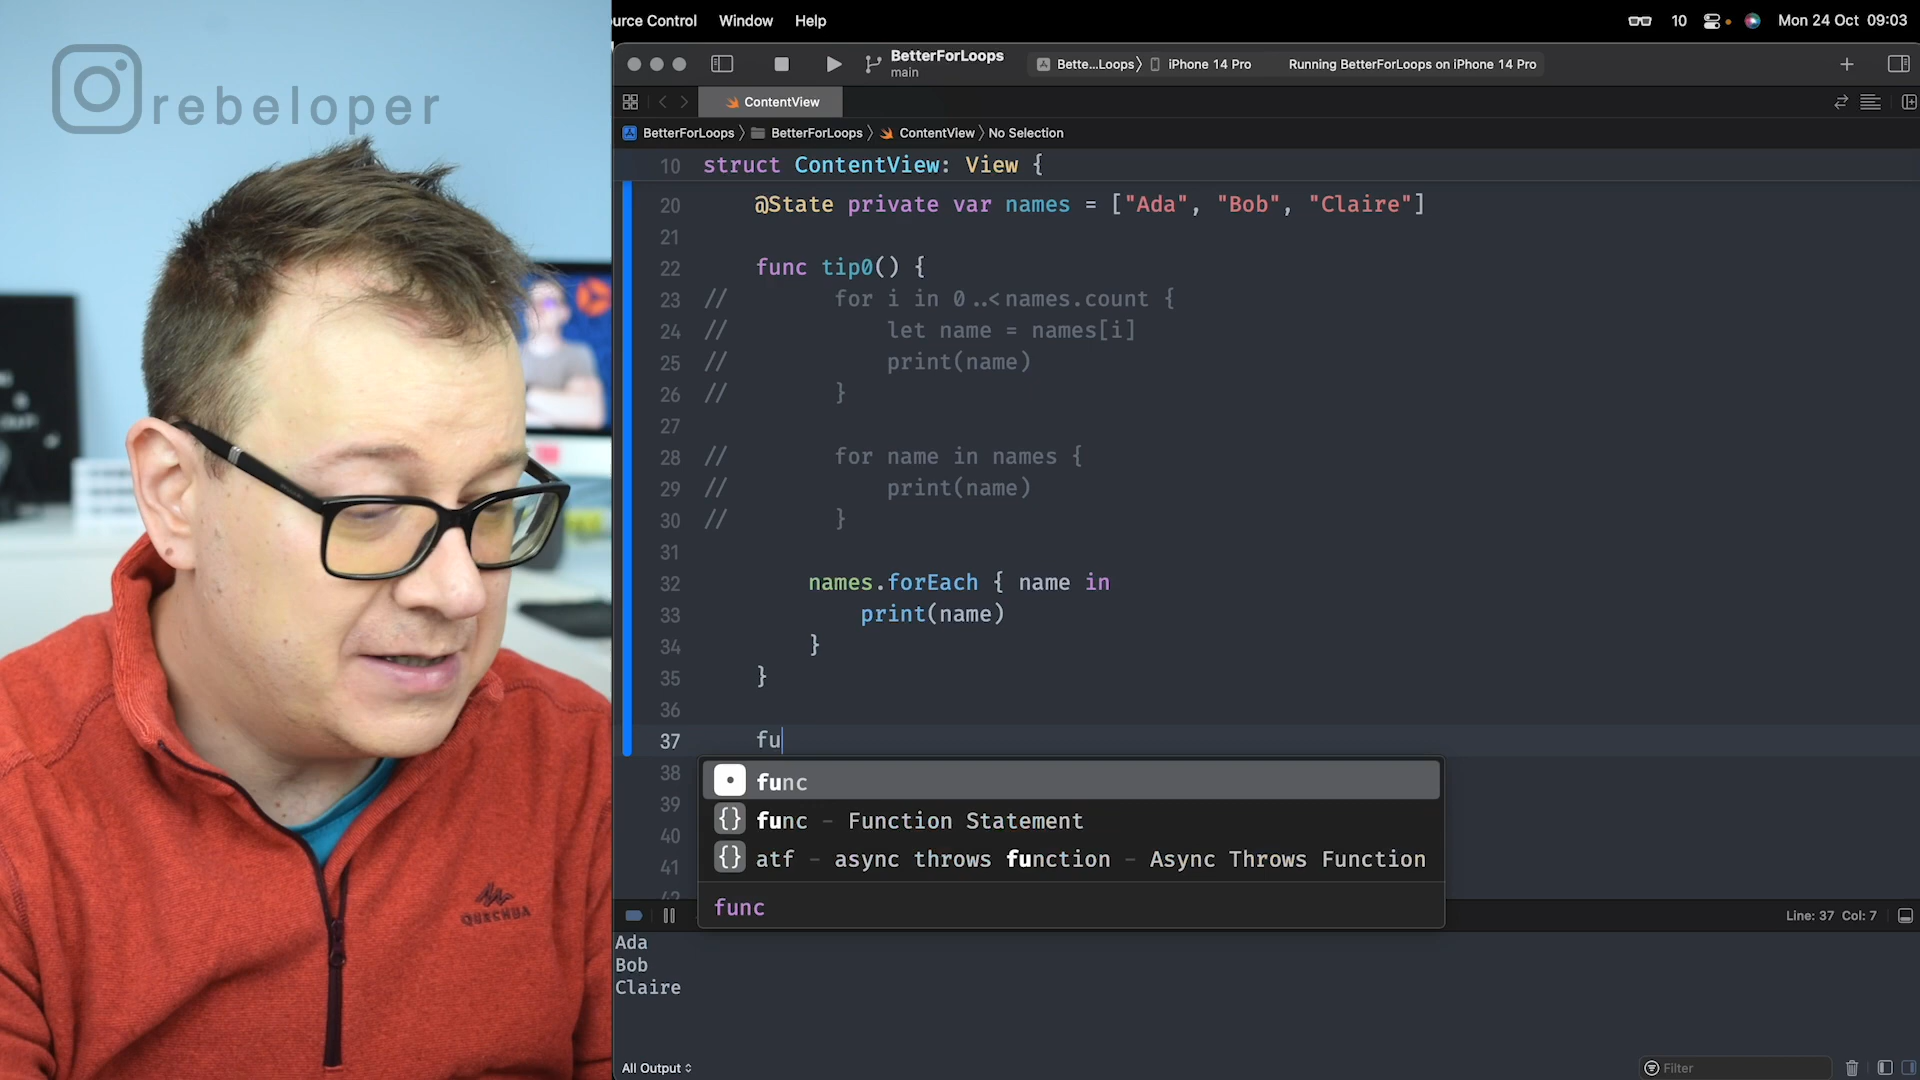 urce Control Window Help
10 Mon 24 Oct 09:03
rebeloper
BetterForLoops
main
Bette...Loops〉 iPhone 14 Pro Running BetterForLoops on iPhone 14 Pro
ContentView
BetterForLoops 〉 BetterForLoops 〉 ContentView 〉 No Selection
10 struct ContentView: View {
20 @State private var names = ["Ada", "Bob", "Claire"]
21
22 func tip0() {
23 // for i in 0..<names.count {
24 // let name = names[i]
25 // print(name)
26 // }
27
28 // for name in names {
29 // print(name)
30 // }
31
32 names.forEach { name in
33 print(name)
34 }
35 }
36
37 fu
38 func
39 {} func – Function Statement
40
41 {} atf – async throws function – Async Throws Function
42
func
Line: 37 Col: 7
Ada
Bob
Claire
All Output
Filter
QUECHUA